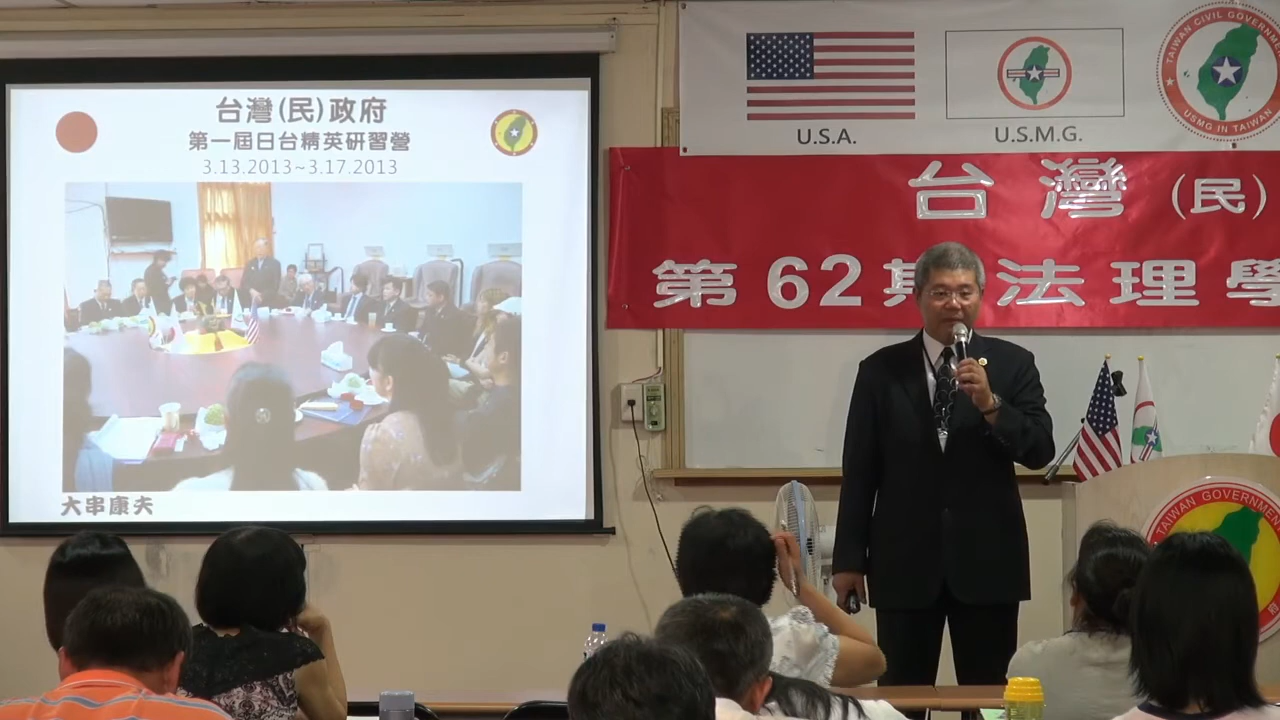 台灣(民)政府
第一屆日台精英研習營
3.13.2013~3.17.2013
大串康夫
U.S.A.
U.S.M.G.
TAIWAN CIVIL GOVERNMENT
USMG IN TAIWAN
台灣(民)
第62期法理學
TAIWAN GOVERNMENT